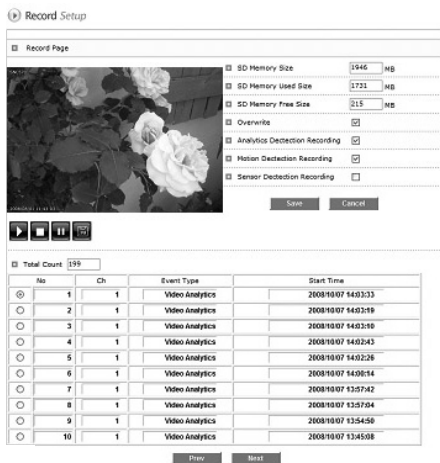 Record Setup
Record Page
SD Memory Size 1946 MB
SD Memory Used Size 1731 MB
SD Memory Free Size 215 MB
Overwrite
Analytics Dectection Recording
Motion Dectection Recording
Sensor Dectection Recording
Save Cancel
Total Count 199
No Ch Event Type Start Time
1 1 Video Analytics 2008/10/07 14:03:33
2 1 Video Analytics 2008/10/07 14:03:19
3 1 Video Analytics 2008/10/07 14:03:10
4 1 Video Analytics 2008/10/07 14:02:43
5 1 Video Analytics 2008/10/07 14:02:26
6 1 Video Analytics 2008/10/07 14:00:14
7 1 Video Analytics 2008/10/07 13:57:42
8 1 Video Analytics 2008/10/07 13:57:04
9 1 Video Analytics 2008/10/07 13:54:50
10 1 Video Analytics 2008/10/07 13:45:08
Prev Next